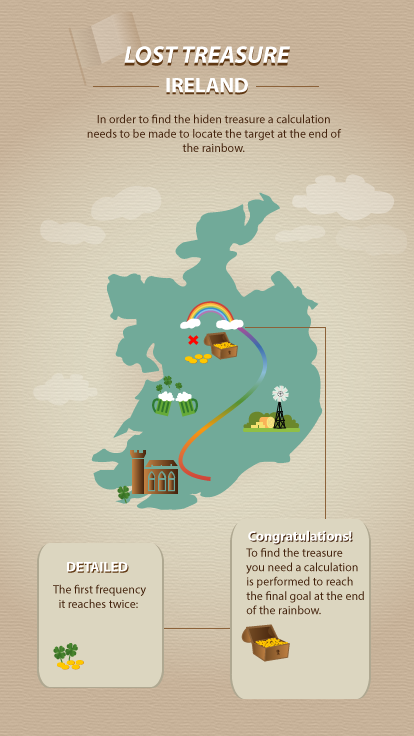 LOST TREASURE
IRELAND
In order to find the hiden treasure a calculation
needs to be made to locate the target at the end of
the rainbow.
Congratulations!
To find the treasure
you need a calculation
is performed to reach
the final goal at the end
of the rainbow.
DETAILED
The first frequency
it reaches twice: